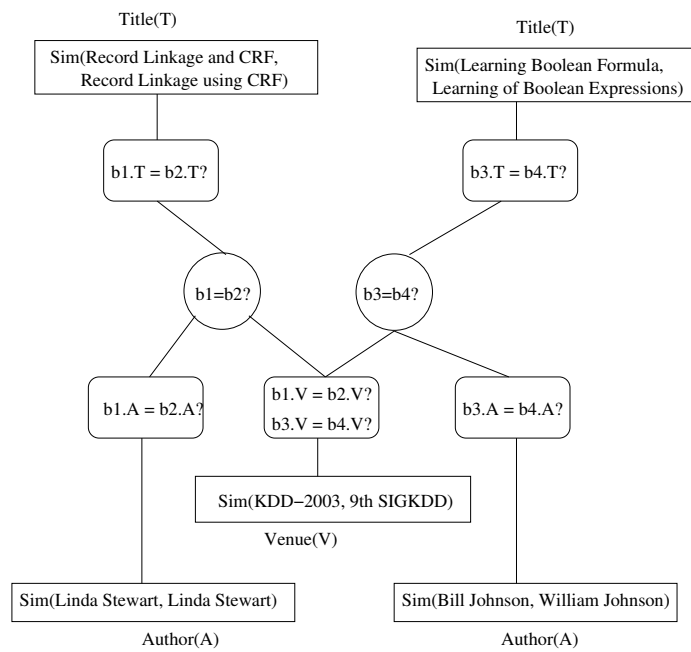 Title(T)
Title(T)
Sim(Record Linkage and CRF,
Record Linkage using CRF)
Sim(Learning Boolean Formula,
Learning of Boolean Expressions)
b1.T = b2.T?
b3.T = b4.T?
b1=b2?
b3=b4?
b1.A = b2.A?
b1.V = b2.V?
b3.V = b4.V?
b3.A = b4.A?
Sim(KDD−2003, 9th SIGKDD)
Venue(V)
Sim(Linda Stewart, Linda Stewart)
Sim(Bill Johnson, William Johnson)
Author(A)
Author(A)